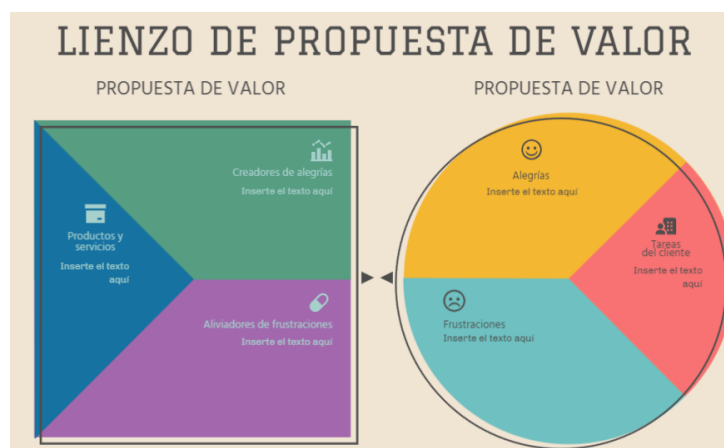 LIENZO DE PROPUESTA DE VALOR
PROPUESTA DE VALOR
PROPUESTA DE VALOR
Creadores de alegrías
Inserte el texto aquí
Productos y
servicios
Inserte el texto
aquí
Aliviadores de frustraciones
Inserte el texto aquí
Alegrías
Inserte el texto aquí
Tareas
del cliente
Inserte el texto
aquí
Frustraciones
Inserte el texto aquí